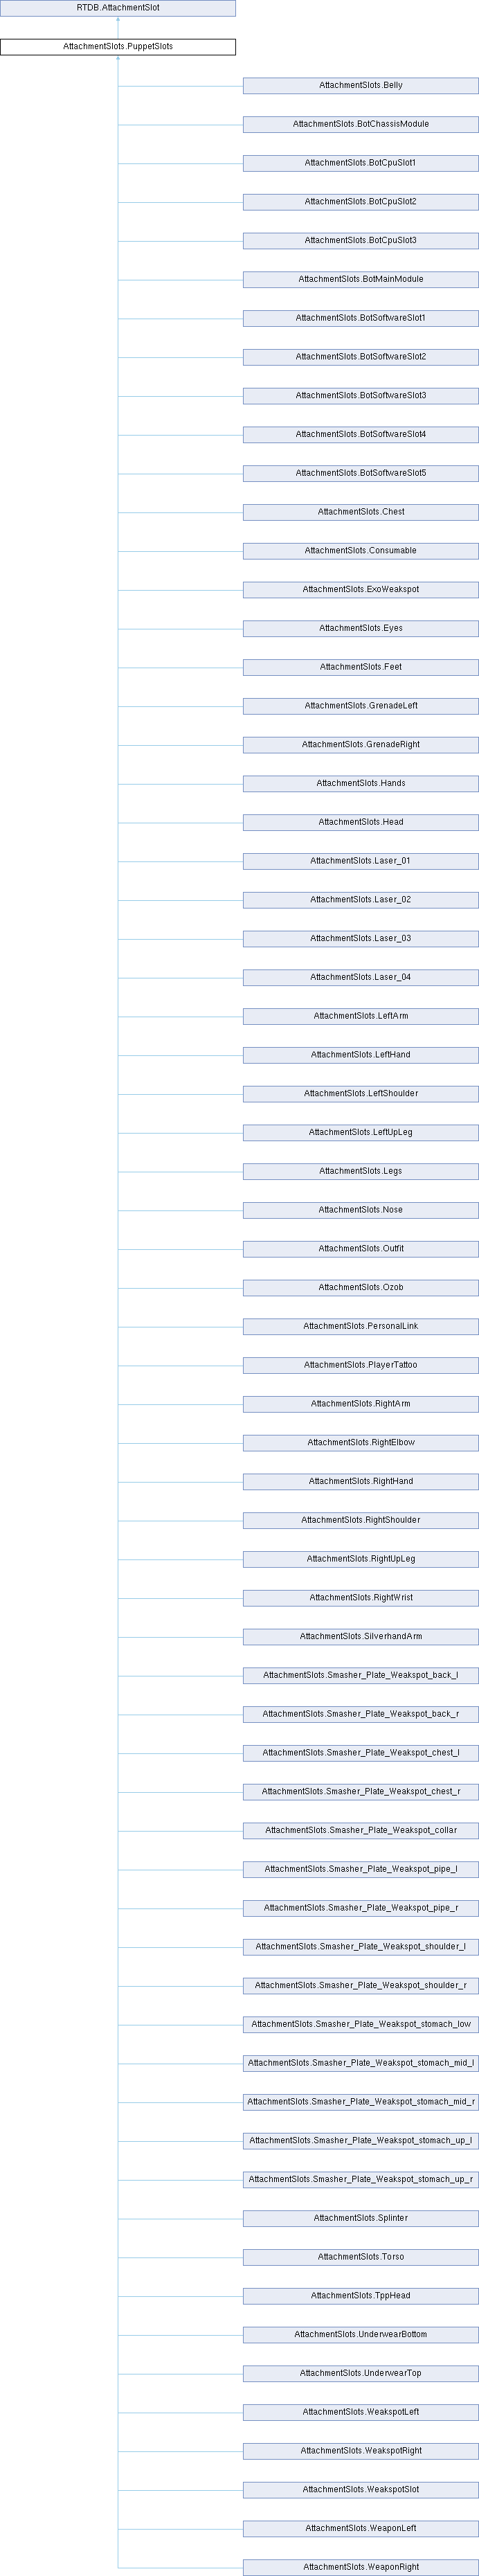 RTDB.AttachmentSlot
AttachmentSlots.PuppetSlots
AttachmentSlots.Belly
AttachmentSlots.BotChassisModule
AttachmentSlots.BotCpuSlot1
AttachmentSlots.BotCpuSlot2
AttachmentSlots.BotCpuSlot3
AttachmentSlots.BotMainModule
AttachmentSlots.BotSoftwareSlot1
AttachmentSlots.BotSoftwareSlot2
AttachmentSlots.BotSoftwareSlot3
AttachmentSlots.BotSoftwareSlot4
AttachmentSlots.BotSoftwareSlot5
AttachmentSlots.Chest
AttachmentSlots.Consumable
AttachmentSlots.ExoWeakspot
AttachmentSlots.Eyes
AttachmentSlots.Feet
AttachmentSlots.GrenadeLeft
AttachmentSlots.GrenadeRight
AttachmentSlots.Hands
AttachmentSlots.Head
AttachmentSlots.Laser_01
AttachmentSlots.Laser_02
AttachmentSlots.Laser_03
AttachmentSlots.Laser_04
AttachmentSlots.LeftArm
AttachmentSlots.LeftHand
AttachmentSlots.LeftShoulder
AttachmentSlots.LeftUpLeg
AttachmentSlots.Legs
AttachmentSlots.Nose
AttachmentSlots.Outfit
AttachmentSlots.Ozob
AttachmentSlots.PersonalLink
AttachmentSlots.PlayerTattoo
AttachmentSlots.RightArm
AttachmentSlots.RightElbow
AttachmentSlots.RightHand
AttachmentSlots.RightShoulder
AttachmentSlots.RightUpLeg
AttachmentSlots.RightWrist
AttachmentSlots.SilverhandArm
AttachmentSlots.Smasher_Plate_Weakspot_back_l
AttachmentSlots.Smasher_Plate_Weakspot_back_r
AttachmentSlots.Smasher_Plate_Weakspot_chest_l
AttachmentSlots.Smasher_Plate_Weakspot_chest_r
AttachmentSlots.Smasher_Plate_Weakspot_collar
AttachmentSlots.Smasher_Plate_Weakspot_pipe_l
AttachmentSlots.Smasher_Plate_Weakspot_pipe_r
AttachmentSlots.Smasher_Plate_Weakspot_shoulder_l
AttachmentSlots.Smasher_Plate_Weakspot_shoulder_r
AttachmentSlots.Smasher_Plate_Weakspot_stomach_low
AttachmentSlots.Smasher_Plate_Weakspot_stomach_mid_l
AttachmentSlots.Smasher_Plate_Weakspot_stomach_mid_r
AttachmentSlots.Smasher_Plate_Weakspot_stomach_up_l
AttachmentSlots.Smasher_Plate_Weakspot_stomach_up_r
AttachmentSlots.Splinter
AttachmentSlots.Torso
AttachmentSlots.TppHead
AttachmentSlots.UnderwearBottom
AttachmentSlots.UnderwearTop
AttachmentSlots.WeakspotLeft
AttachmentSlots.WeakspotRight
AttachmentSlots.WeakspotSlot
AttachmentSlots.WeaponLeft
AttachmentSlots.WeaponRight